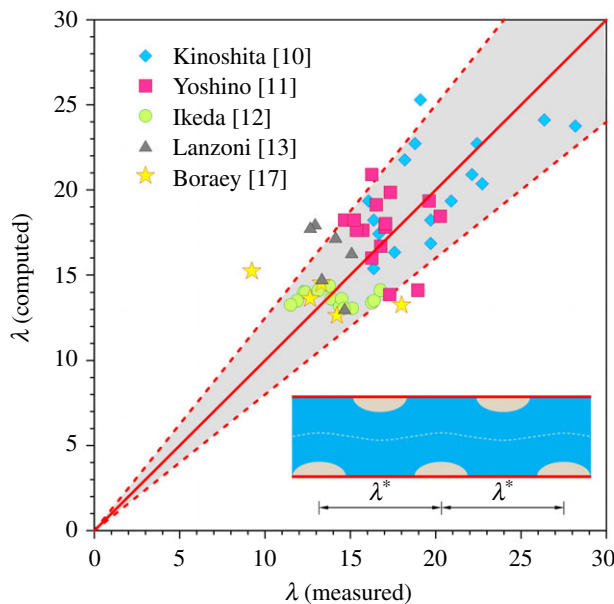 30
25
20
15
10
5
0
λ (computed)
Kinoshita [10]
Yoshino [11]
Ikeda [12]
Lanzoni [13]
Boraey [17]
λ* λ*
0 5 10 15 20 25 30
λ (measured)